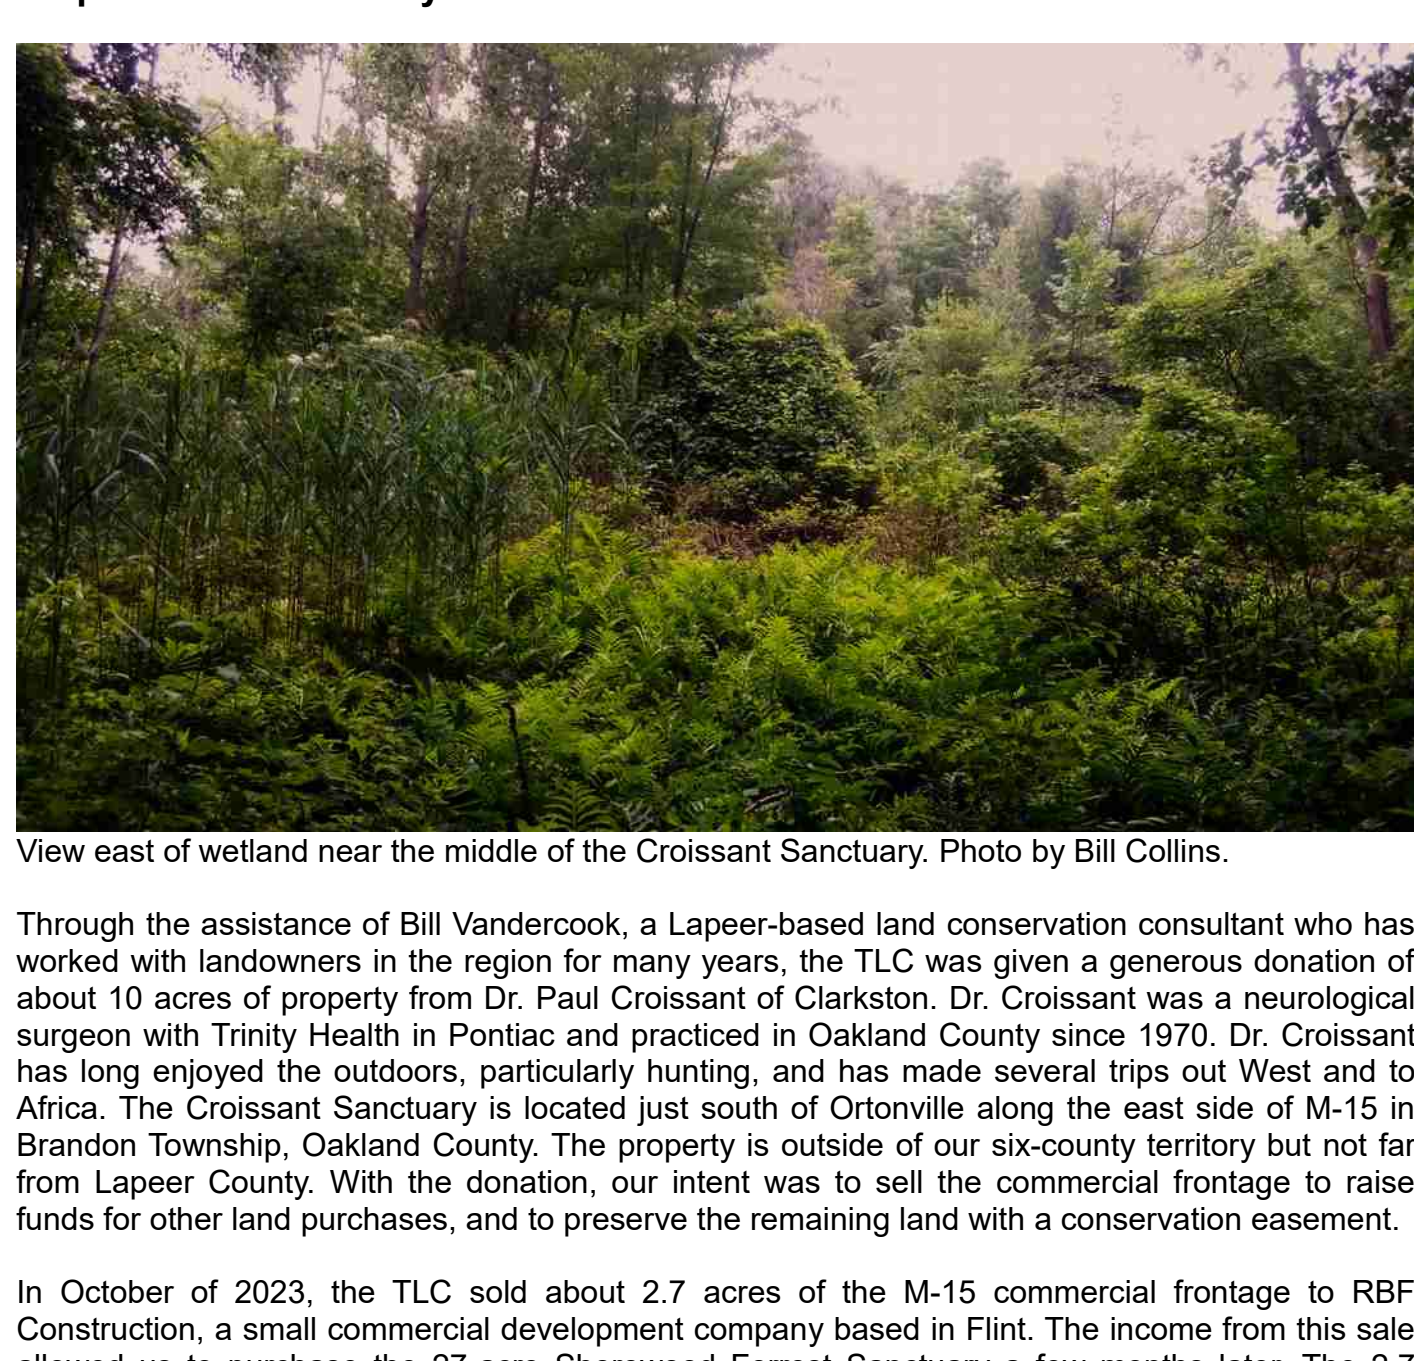 View east of wetland near the middle of the Croissant Sanctuary. Photo by Bill Collins.
Through the assistance of Bill Vandercook, a Lapeer-based land conservation consultant who has
worked with landowners in the region for many years, the TLC was given a generous donation of
about 10 acres of property from Dr. Paul Croissant of Clarkston. Dr. Croissant was a neurological
surgeon with Trinity Health in Pontiac and practiced in Oakland County since 1970. Dr. Croissant
has long enjoyed the outdoors, particularly hunting, and has made several trips out West and to
Africa. The Croissant Sanctuary is located just south of Ortonville along the east side of M-15 in
Brandon Township, Oakland County. The property is outside of our six-county territory but not far
from Lapeer County. With the donation, our intent was to sell the commercial frontage to raise
funds for other land purchases, and to preserve the remaining land with a conservation easement.
In October of 2023, the TLC sold about 2.7 acres of the M-15 commercial frontage to RBF
Construction, a small commercial development company based in Flint. The income from this sale